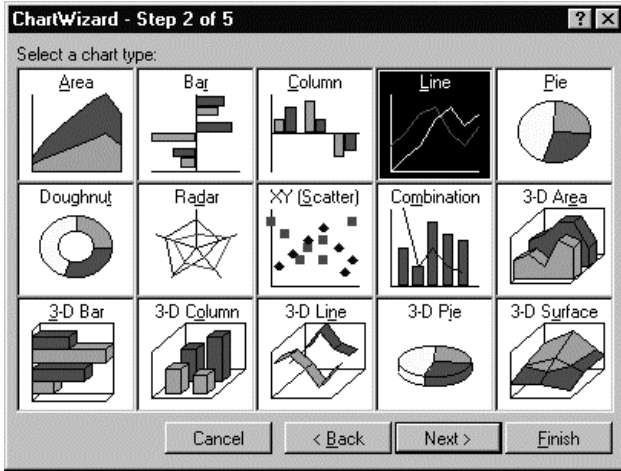 ChartWizard - Step 2 of 5
Select a chart type:
Area Bar Column Line Pie
Doughnut Radar XY (Scatter) Combination 3-D Area
3-D Bar 3-D Column 3-D Line 3-D Pie 3-D Surface
Cancel < Back Next > Finish